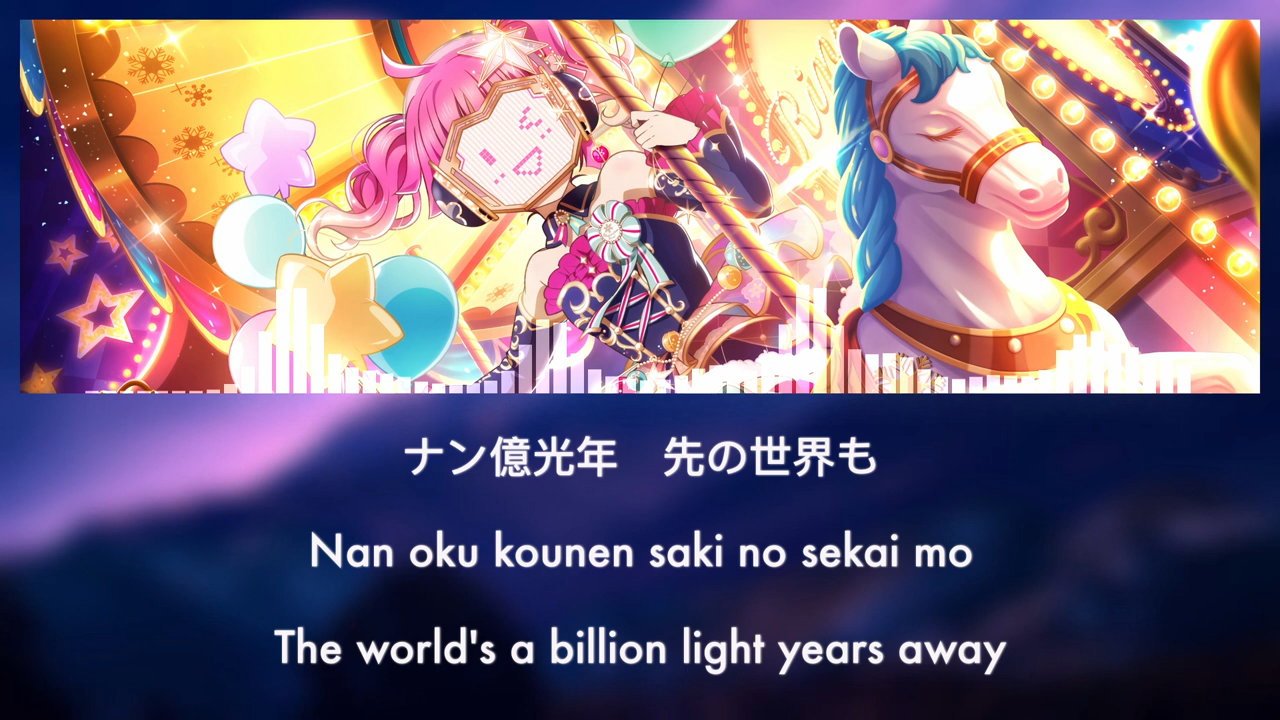 Rina
ナン億光年　先の世界も
Nan oku kounen saki no sekai mo
The world's a billion light years away